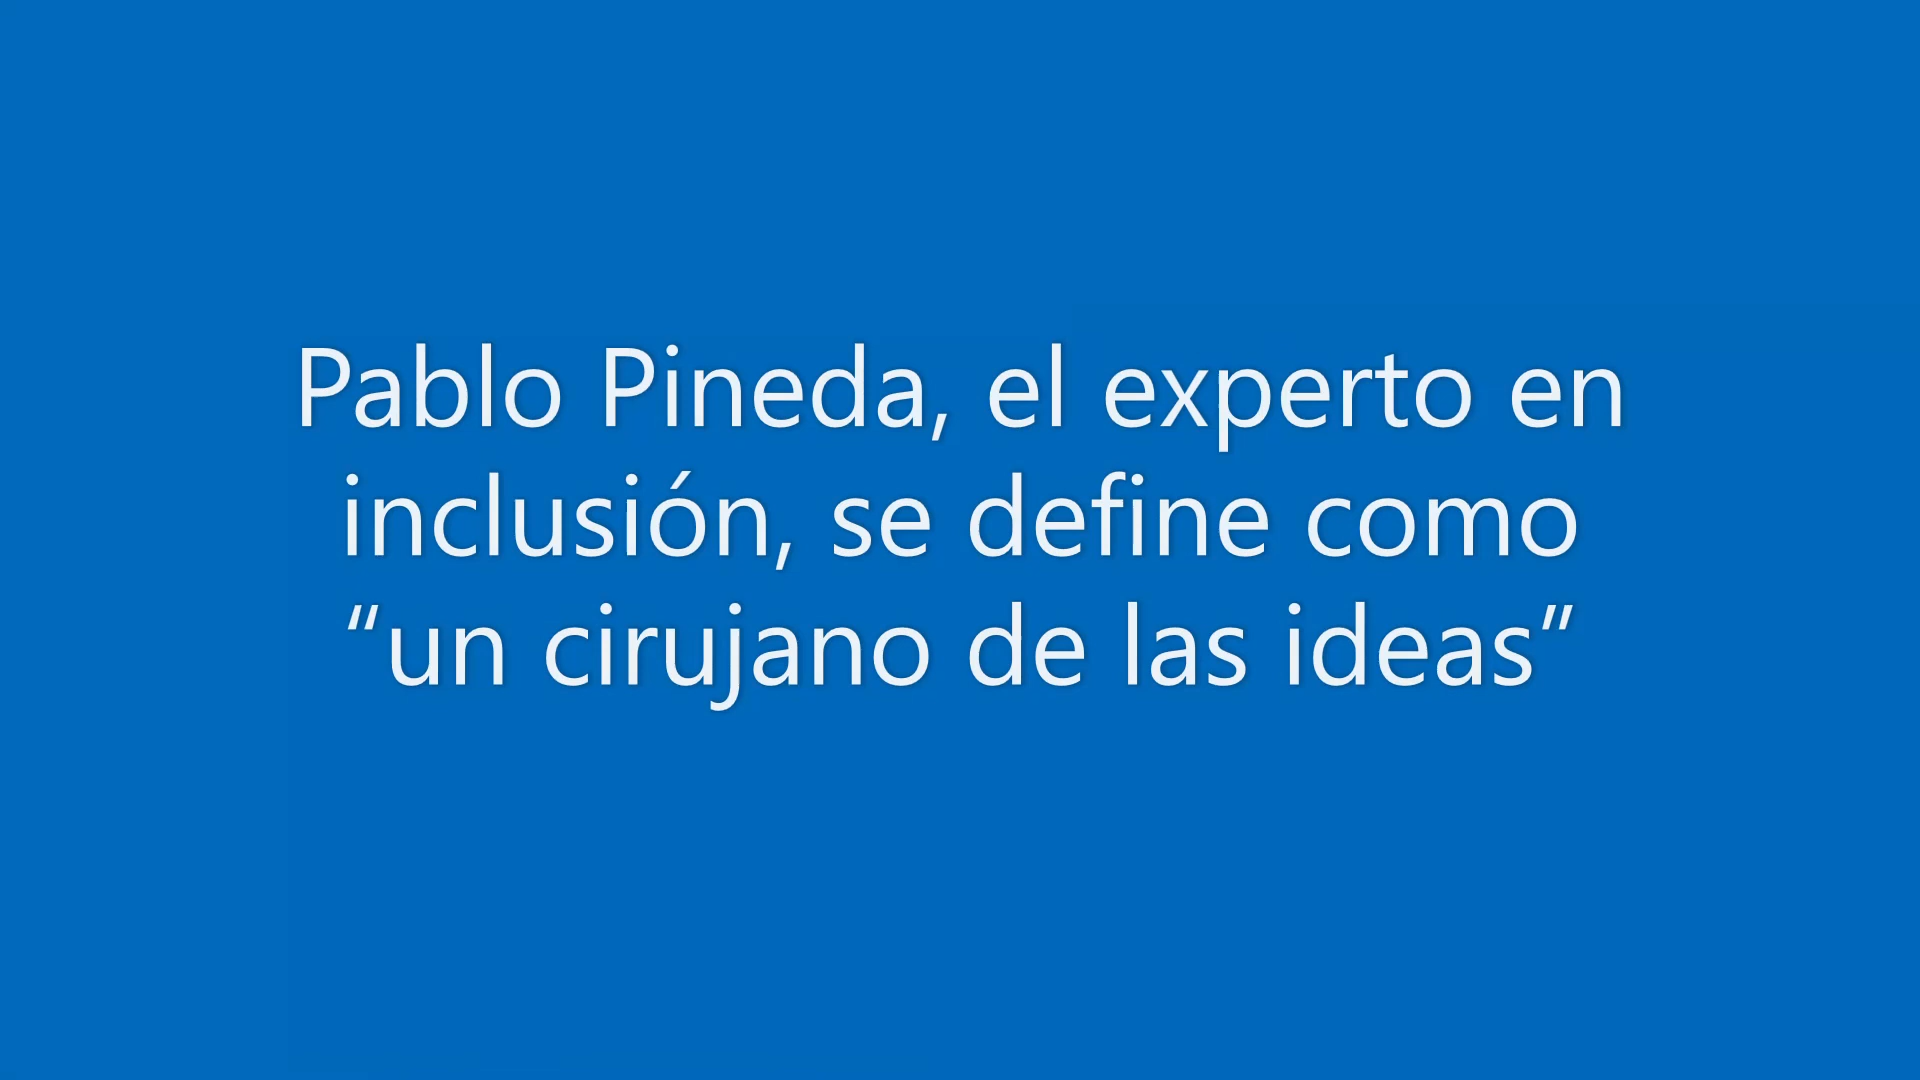 Pablo Pineda, el experto en
inclusión, se define como
“un cirujano de las ideas”